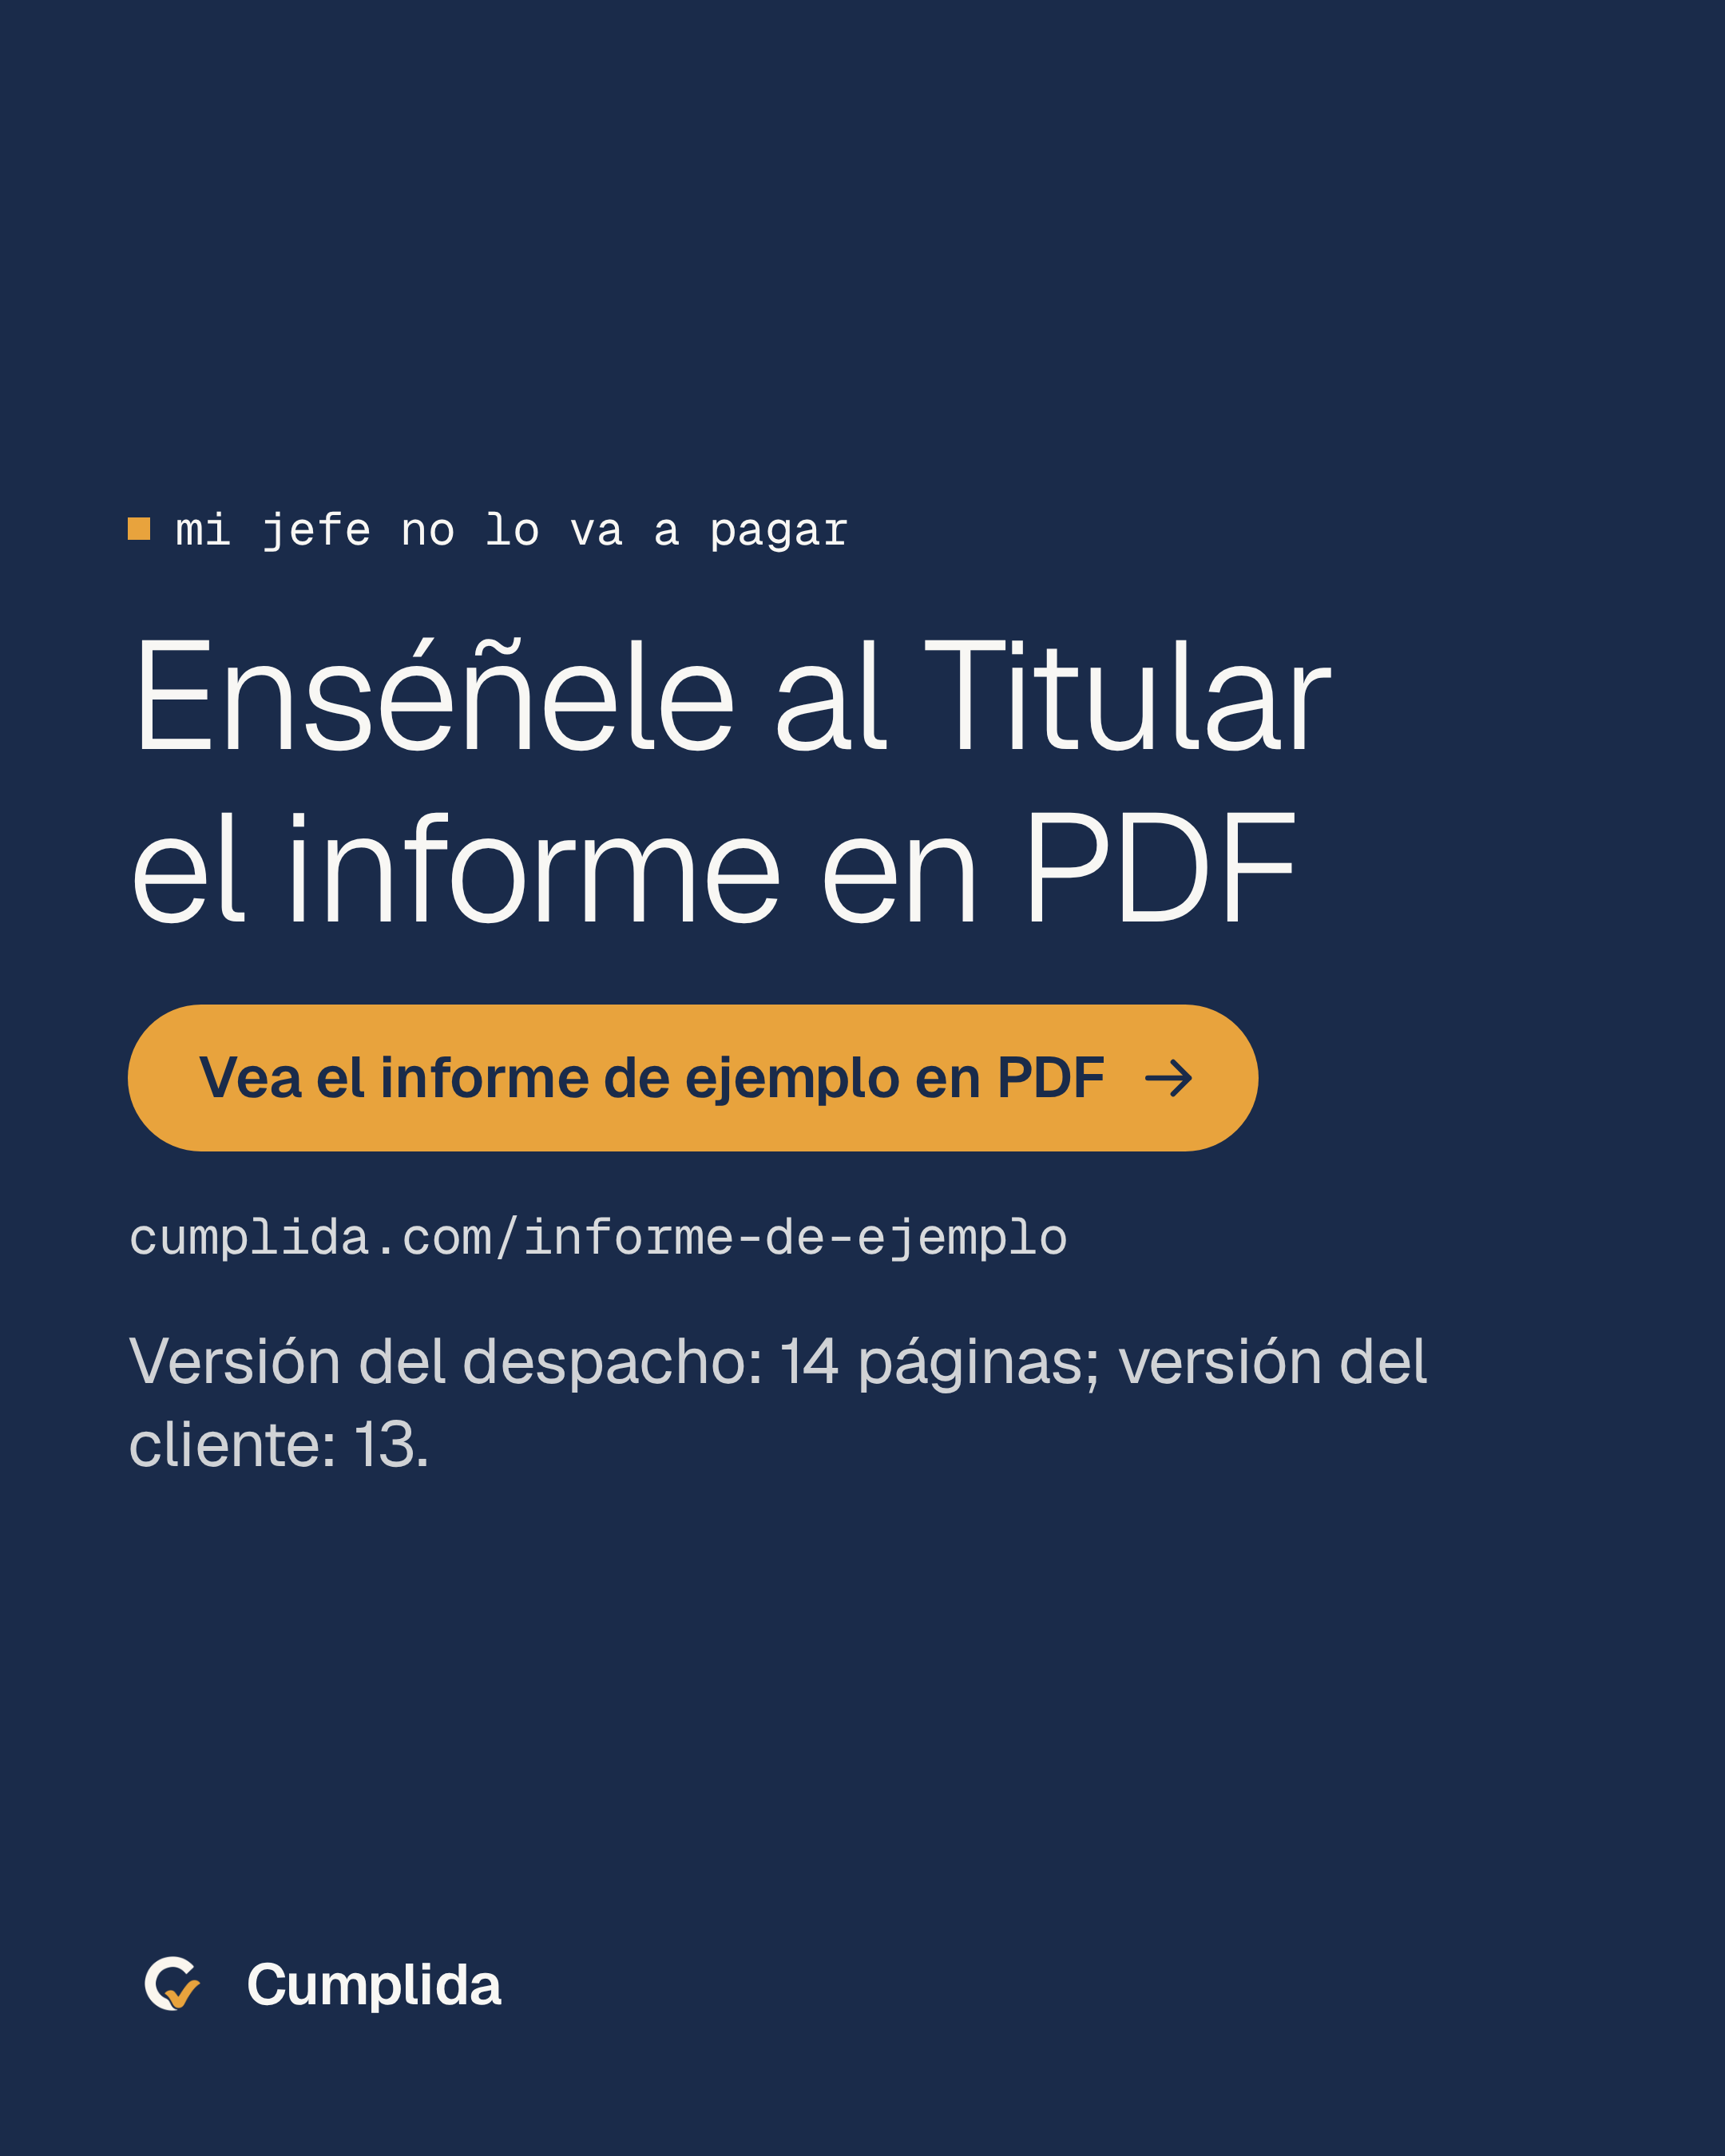 mi jefe no lo va a pagar
Enséñele al Titular
el informe en PDF
Vea el informe de ejemplo en PDF →
cumplida.com/informe-de-ejemplo
Versión del despacho: 14 páginas; versión del
cliente: 13.
Cumplida